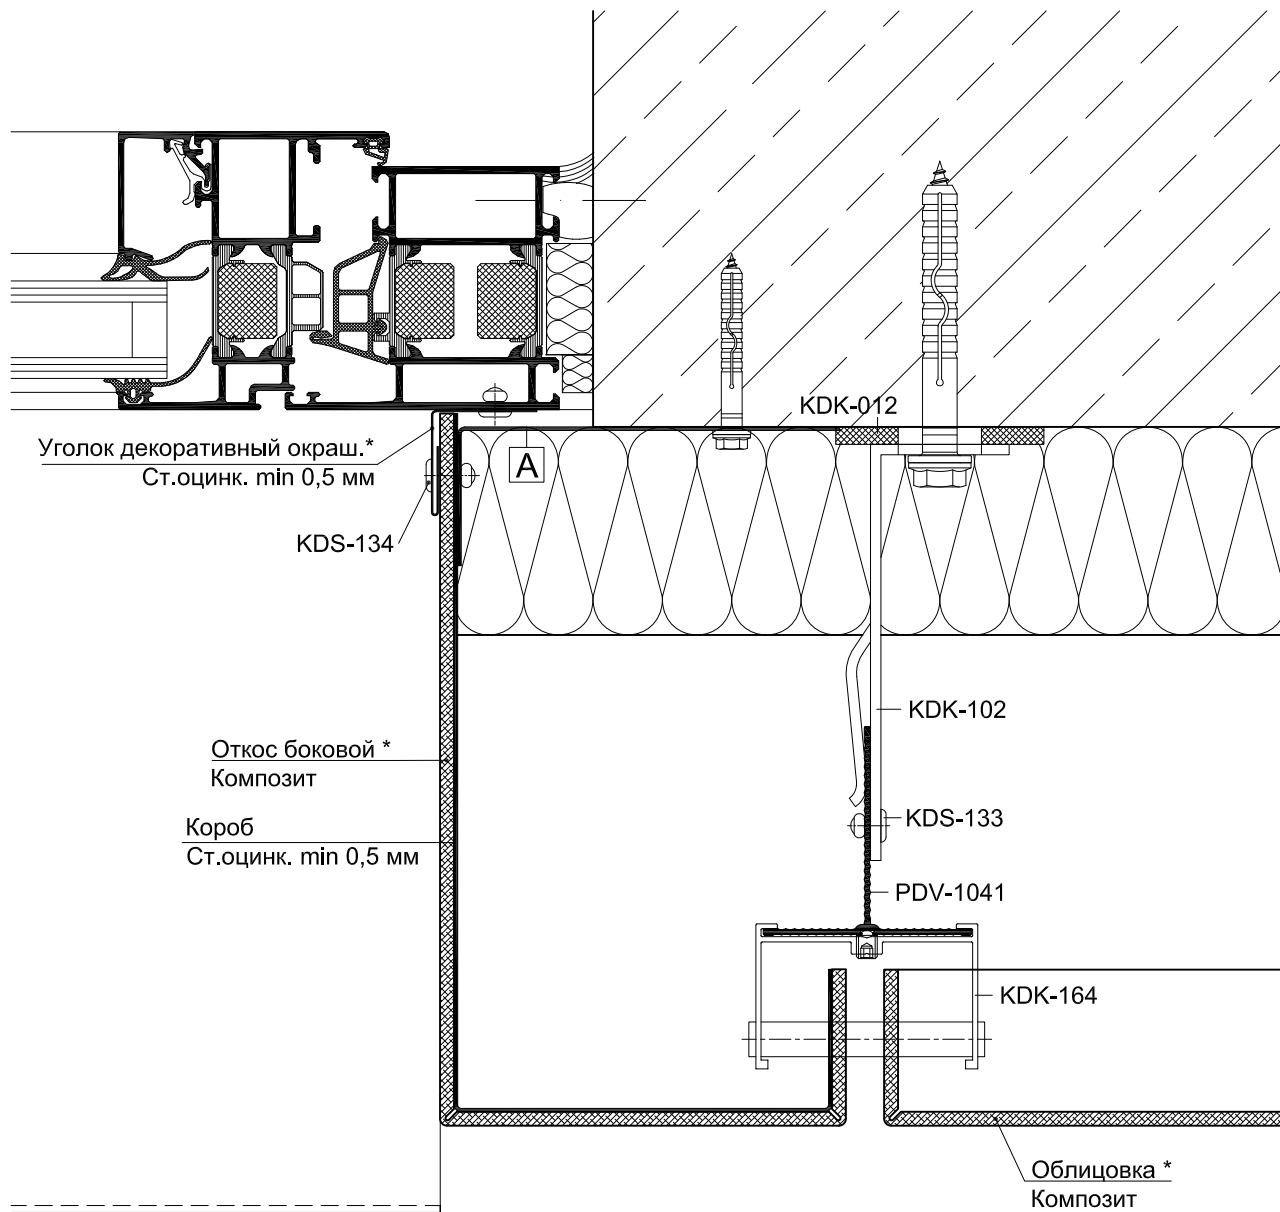 KDK-012
Уголок декоративный окраш.*
Ст.оцинк. min 0,5 мм
A
KDS-134
KDK-102
Откос боковой *
Композит
KDS-133
Короб
Ст.оцинк. min 0,5 мм
PDV-1041
KDK-164
Облицовка *
Композит